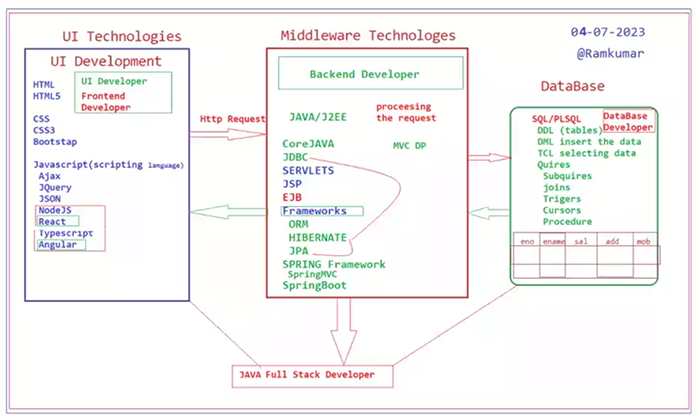 UI Technologies
UI Development
UI Developer
Frontend
Developer
HTML
HTML5
CSS
CSS3
Bootstap
Javascript(scripting language)
Ajax
JQuery
JSON
NodeJS
React
Typescript
Angular
Http Request
Middleware Technologes
Backend Developer
JAVA/J2EE
proceesing
the request
CoreJAVA
MVC DP
JDBC
SERVLETS
JSP
EJB
Frameworks
ORM
HIBERNATE
JPA
SPRING Framework
SpringMVC
SpringBoot
04-07-2023
@Ramkumar
DataBase
SQL/PLSQL
DataBase
Developer
DDL (tables)
DML insert the data
TCL selecting data
Quires
Subquires
joins
Trigers
Cursors
Procedure
eno ename sal add mob
JAVA Full Stack Developer